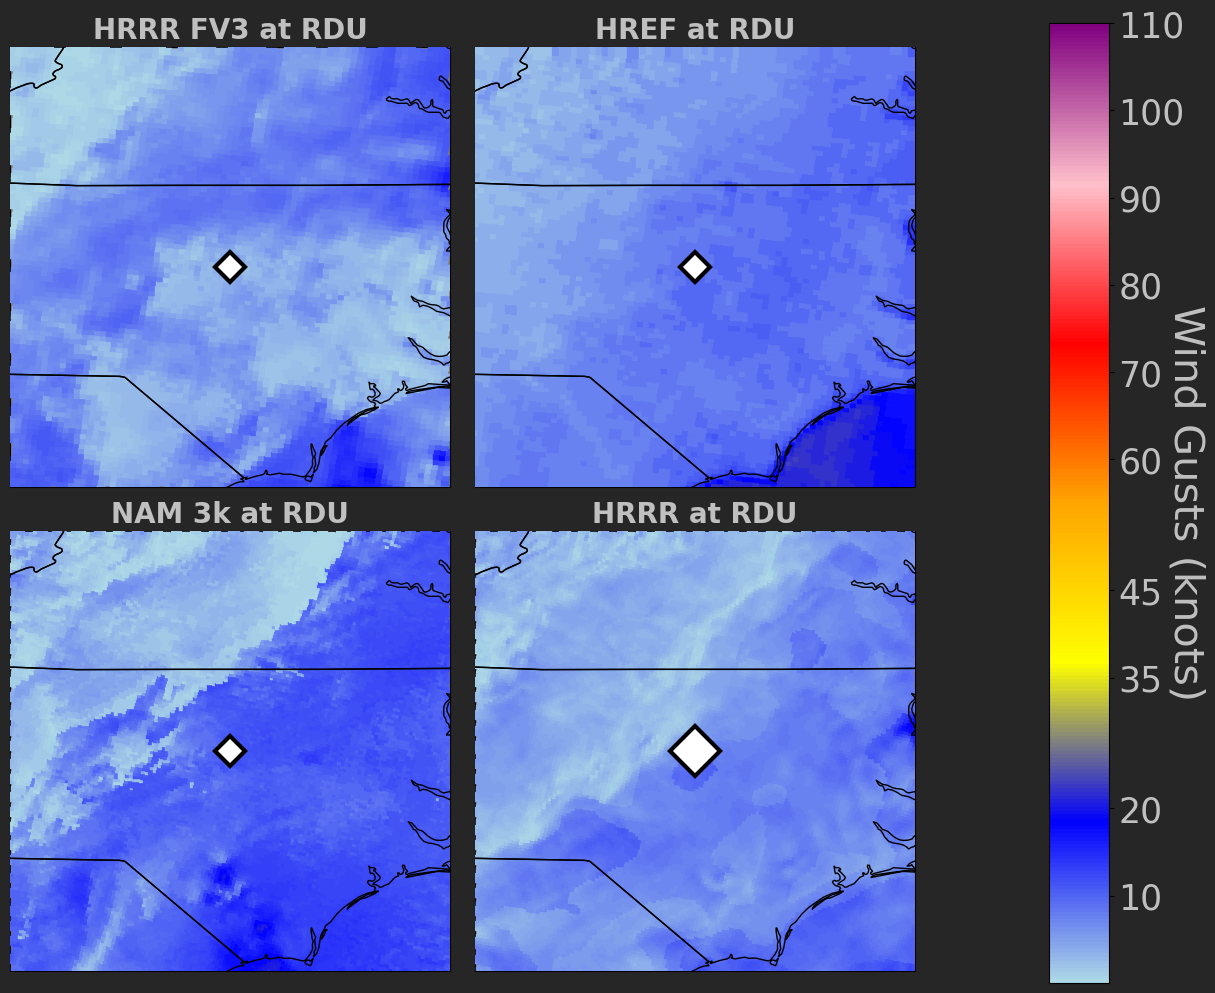 HRRR FV3 at RDU
HREF at RDU
NAM 3k at RDU
HRRR at RDU
110
100
90
80
70
60
45
35
20
10
Wind Gusts (knots)